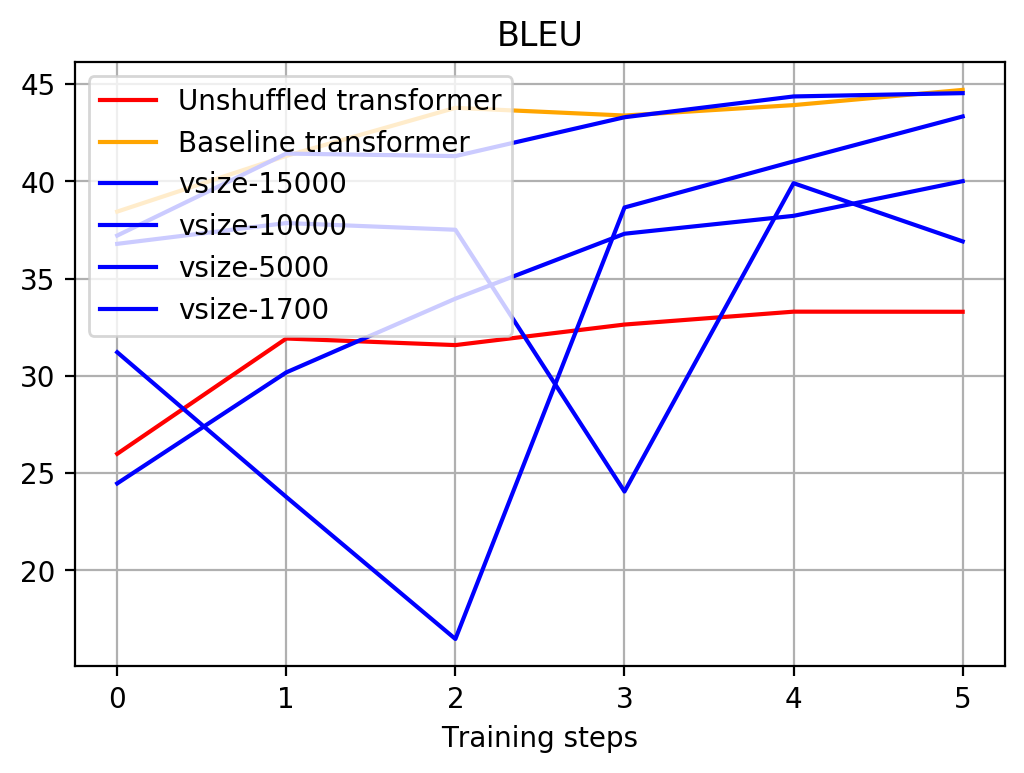 BLEU
45
40
35
30
25
20
Unshuffled transformer
Baseline transformer
vsize-15000
vsize-10000
vsize-5000
vsize-1700
0 1 2 3 4 5
Training steps